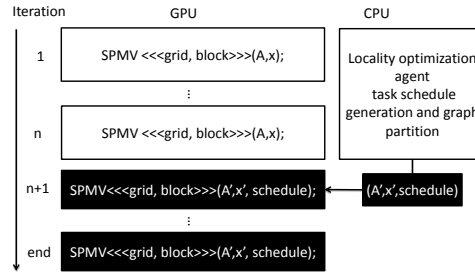 Iteration GPU CPU
1 SPMV <<<grid, block>>>(A,x);
Locality optimization
agent
task schedule
generation and graph
partition
⋮
n SPMV <<<grid, block>>>(A,x);
n+1 SPMV<<<grid, block>>>(A',x', schedule); (A',x',schedule)
⋮
end SPMV<<<grid, block>>>(A',x', schedule);